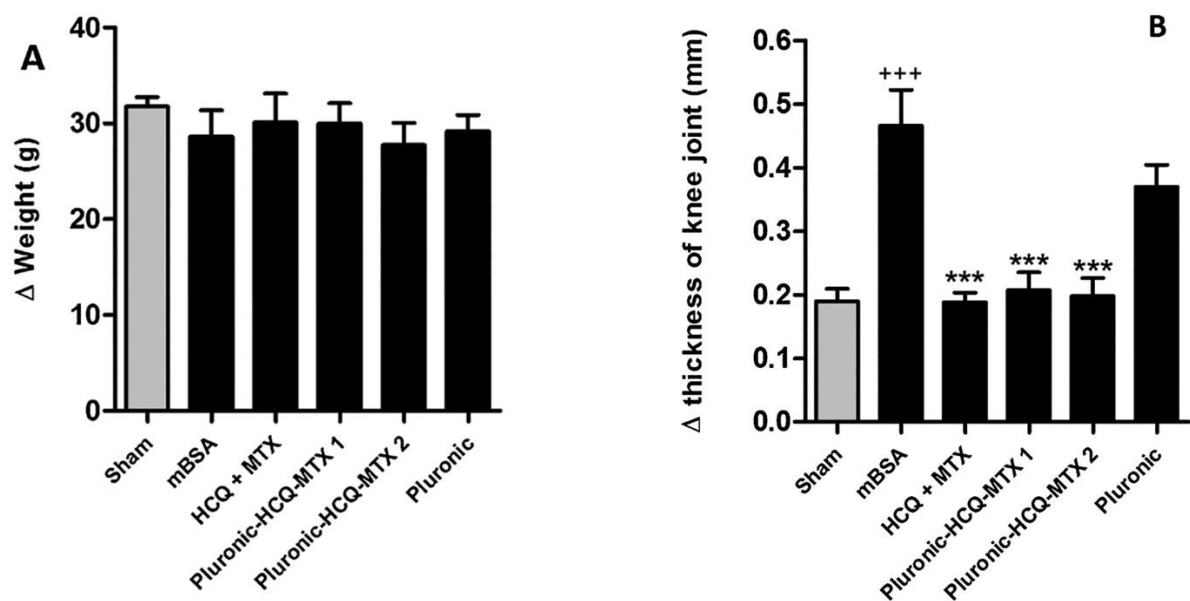 A
Δ Weight (g)
40
30
20
10
0
Sham
mBSA
HCQ + MTX
Pluronic-HCQ-MTX 1
Pluronic-HCQ-MTX 2
Pluronic
B
Δ thickness of knee joint (mm)
0.6
0.5
0.4
0.3
0.2
0.1
0.0
+++
***
***
***
Sham
mBSA
HCQ + MTX
Pluronic-HCQ-MTX 1
Pluronic-HCQ-MTX 2
Pluronic